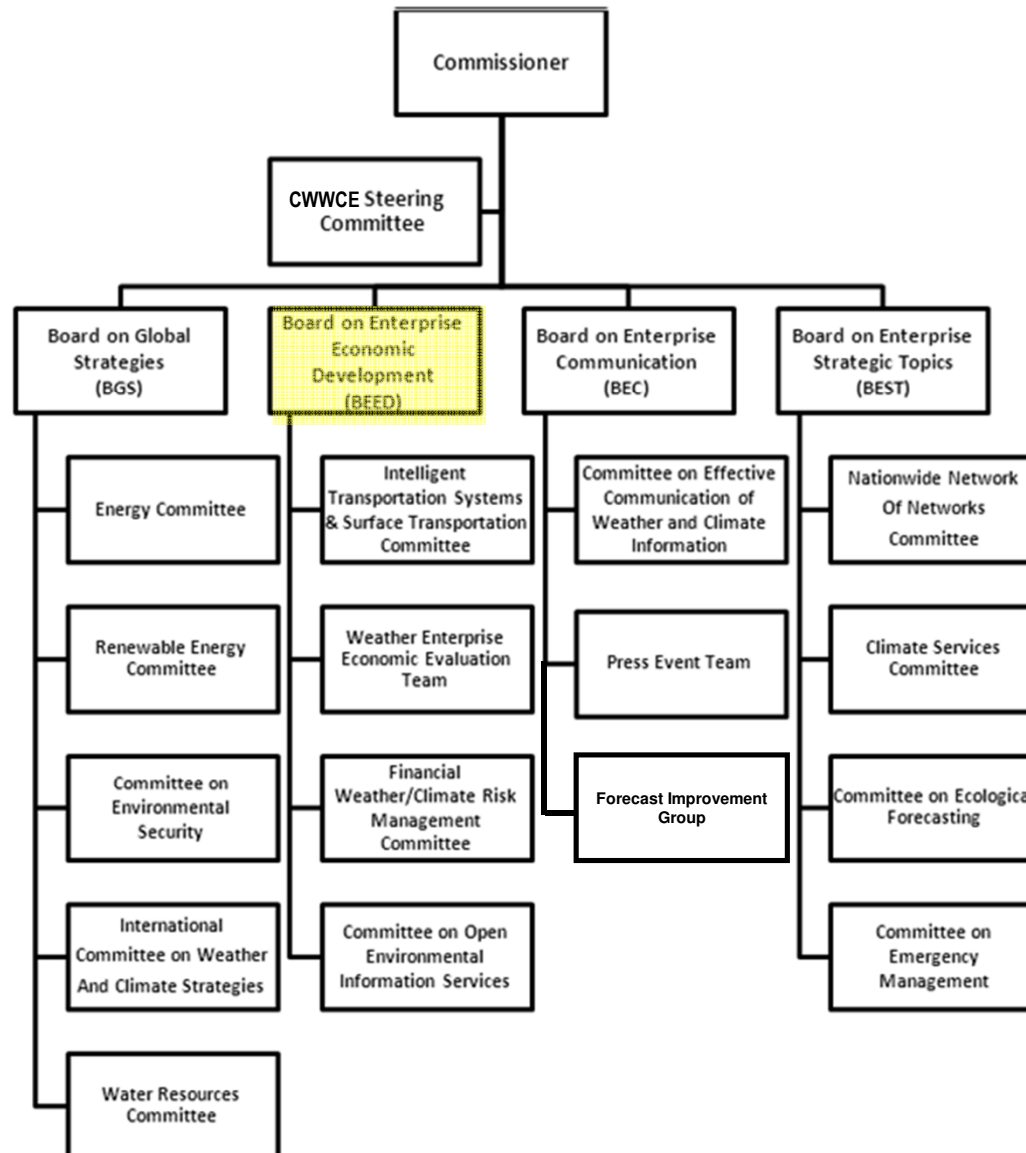 Commissioner
CWWCE Steering
Committee
Board on Global
Strategies
(BGS)
Board on Enterprise
Economic
Development
(BEED)
Board on Enterprise
Communication
(BEC)
Board on Enterprise
Strategic Topics
(BEST)
Energy Committee
Renewable Energy
Committee
Committee on
Environmental
Security
International
Committee on Weather
And Climate Strategies
Water Resources
Committee
Intelligent
Transportation Systems
& Surface Transportation
Committee
Weather Enterprise
Economic Evaluation
Team
Financial
Weather/Climate Risk
Management
Committee
Committee on Open
Environmental
Information Services
Committee on Effective
Communication of
Weather and Climate
Information
Press Event Team
Forecast Improvement
Group
Nationwide Network
Of Networks
Committee
Climate Services
Committee
Committee on Ecologica
Forecasting
Committee on
Emergency
Management